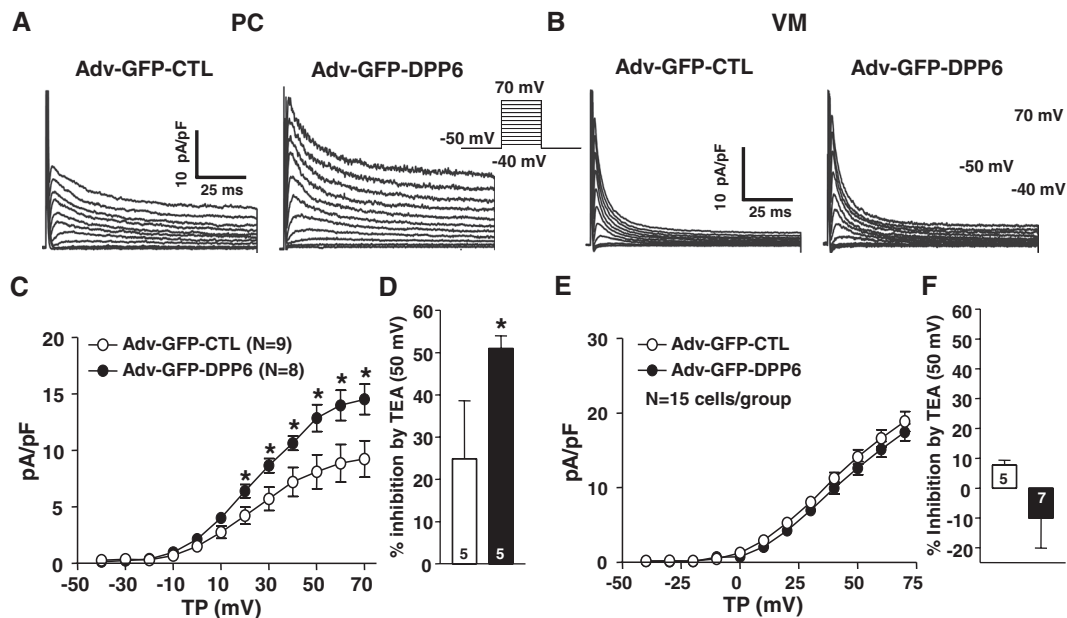 A PC B VM
Adv-GFP-CTL Adv-GFP-DPP6 Adv-GFP-CTL Adv-GFP-DPP6
70 mV
-50 mV
-40 mV
10 pA/pF
25 ms
10 pA/pF
25 ms
70 mV
-50 mV
-40 mV
C
20
15
10
5
0
pA/pF
Adv-GFP-CTL (N=9)
Adv-GFP-DPP6 (N=8)
* * * * * *
-50 -30 -10 10 30 50 70
TP (mV)
D
60
50
40
30
20
10
0
% inhibition by TEA (50 mV)
*
5 5
E
30
20
10
0
pA/pF
Adv-GFP-CTL
Adv-GFP-DPP6
N=15 cells/group
-50 -25 0 25 50 75
TP (mV)
F
60
50
40
30
20
10
0
-10
-20
% Inhibition by TEA (50 mV)
5 7